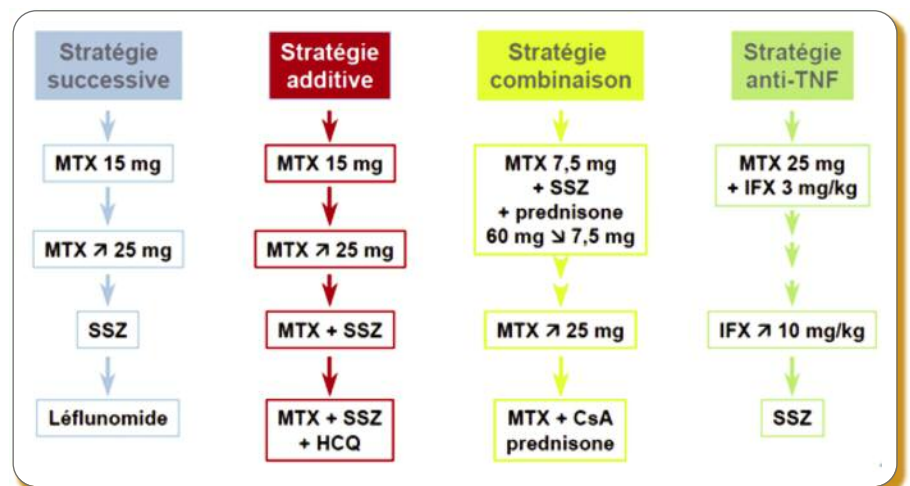 Stratégie
successive
MTX 15 mg
MTX ↗ 25 mg
SSZ
Léflunomide
Stratégie
additive
MTX 15 mg
MTX ↗ 25 mg
MTX + SSZ
MTX + SSZ
+ HCQ
Stratégie
combinaison
MTX 7,5 mg
+ SSZ
+ prednisone
60 mg ↘ 7,5 mg
MTX ↗ 25 mg
MTX + CsA
prednisone
Stratégie
anti-TNF
MTX 25 mg
+ IFX 3 mg/kg
IFX ↗ 10 mg/kg
SSZ